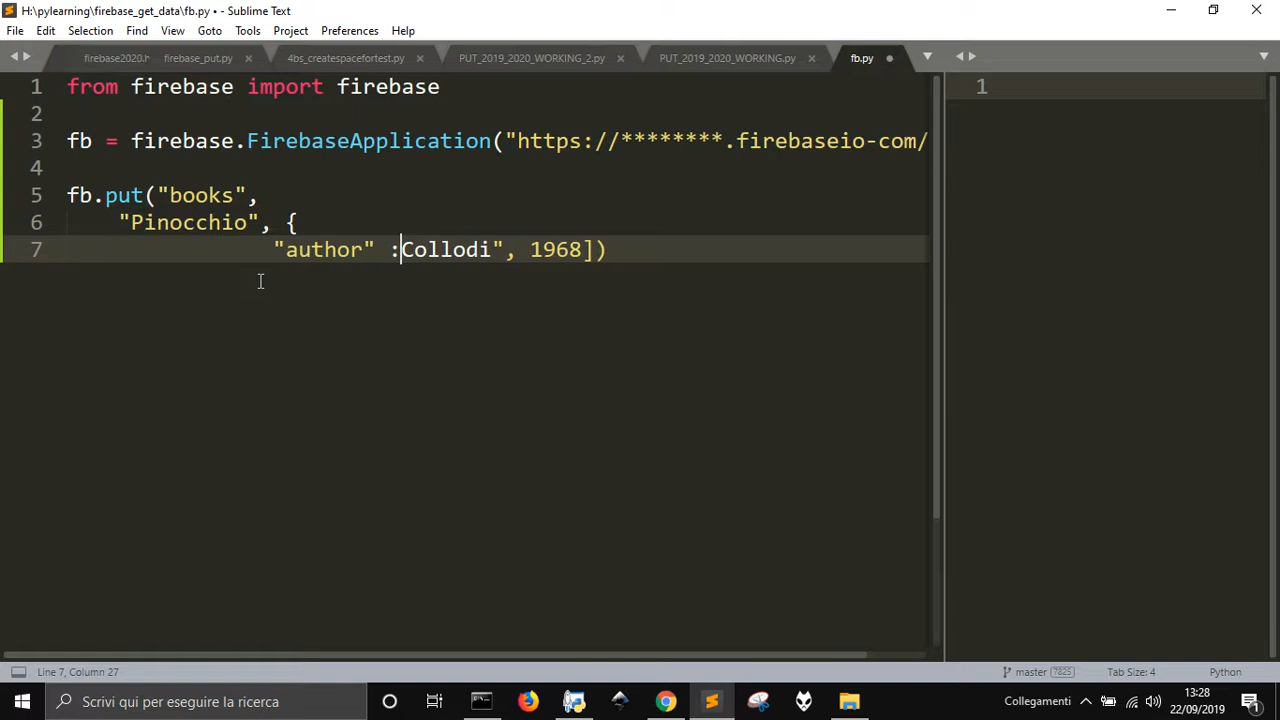 H:\pylearning\firebase_get_data\fb.py • - Sublime Text
File Edit Selection Find View Goto Tools Project Preferences Help
firebase2020.h firebase_put.py 4bs_createspacefortest.py PUT_2019_2020_WORKING_2.py PUT_2019_2020_WORKING.py fb.py
1 from firebase import firebase
1
2
3 fb = firebase.FirebaseApplication("https://********.firebaseio-com/
4
5 fb.put("books",
6 "Pinocchio", {
7 "author" :Collodi", 1968])
Line 7, Column 27 master 7825 Tab Size: 4 Python
Scrivi qui per eseguire la ricerca
Collegamenti
13:28
22/09/2019
1